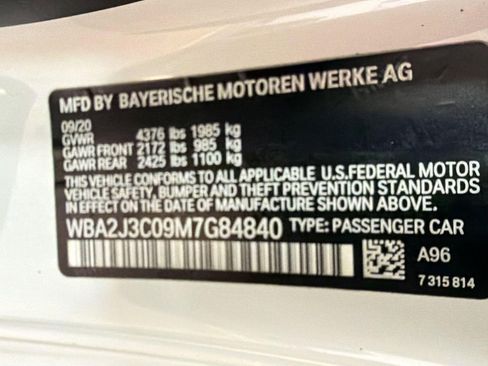 MFD BY BAYERISCHE MOTOREN WERKE AG
09/20
GVWR 4376 lbs 1985 kg
GAWR FRONT 2172 lbs 985 kg
GAWR REAR 2425 lbs 1100 kg
THIS VEHICLE CONFORMS TO ALL APPLICABLE U.S.FEDERAL MOTOR
VEHICLE SAFETY, BUMPER AND THEFT PREVENTION STANDARDS
IN EFFECT ON THE DATE OF MANUFACTURE SHOWN ABOVE.
WBA2J3C09M7G84840 TYPE: PASSENGER CAR
A96
7 315 814